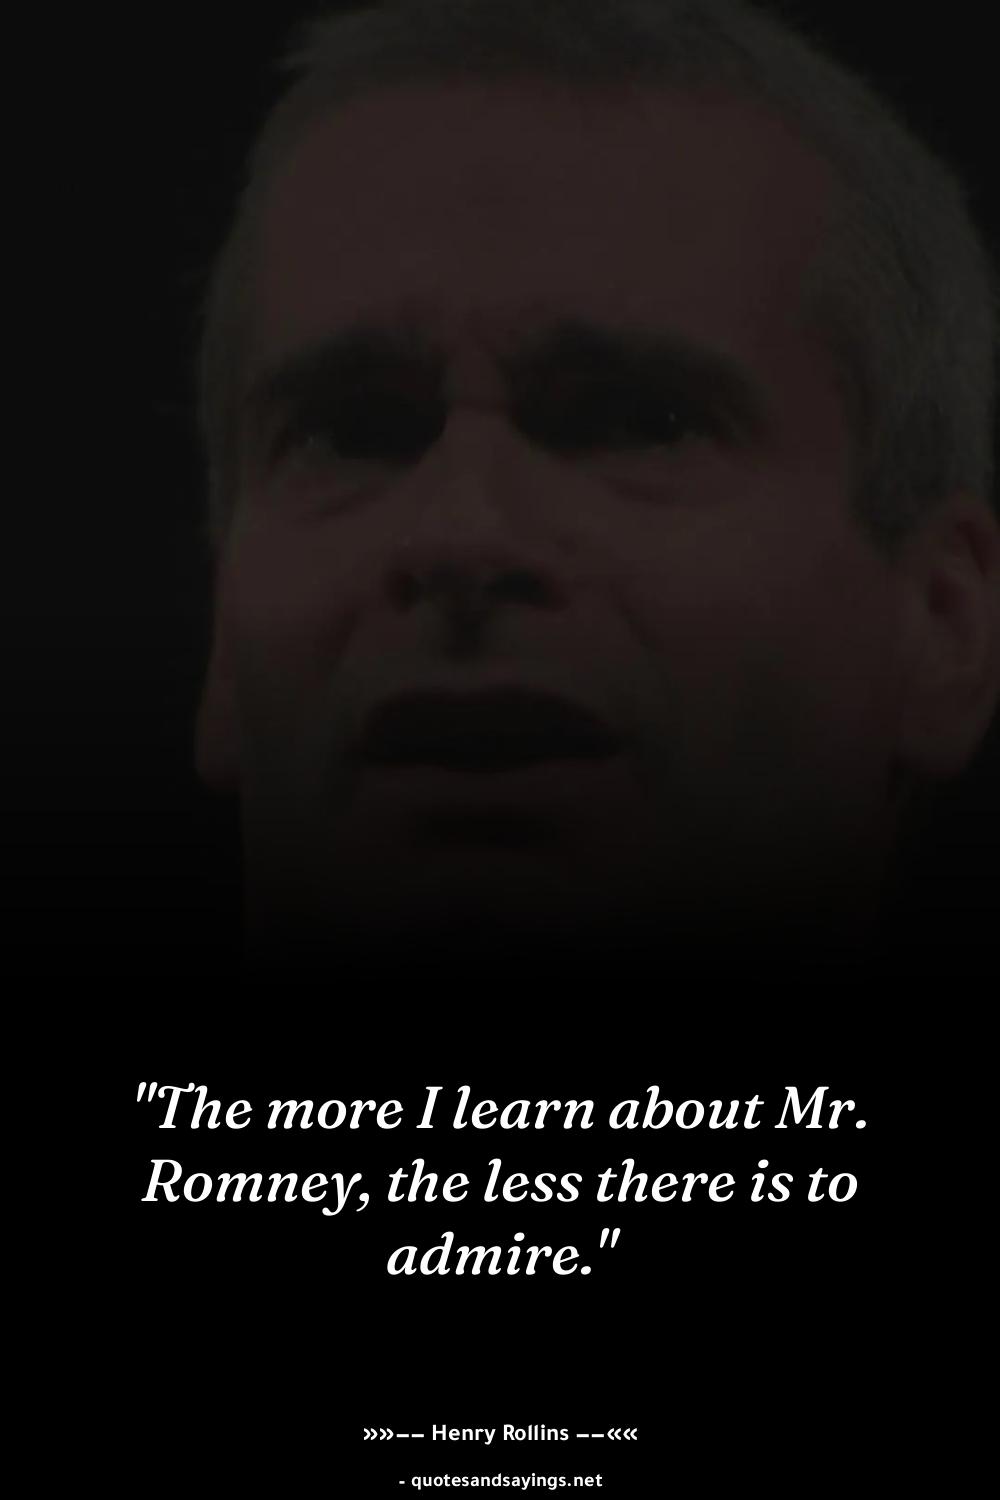 "The more I learn about Mr.
Romney, the less there is to
admire."
»»–– Henry Rollins ––««
- quotesandsayings.net